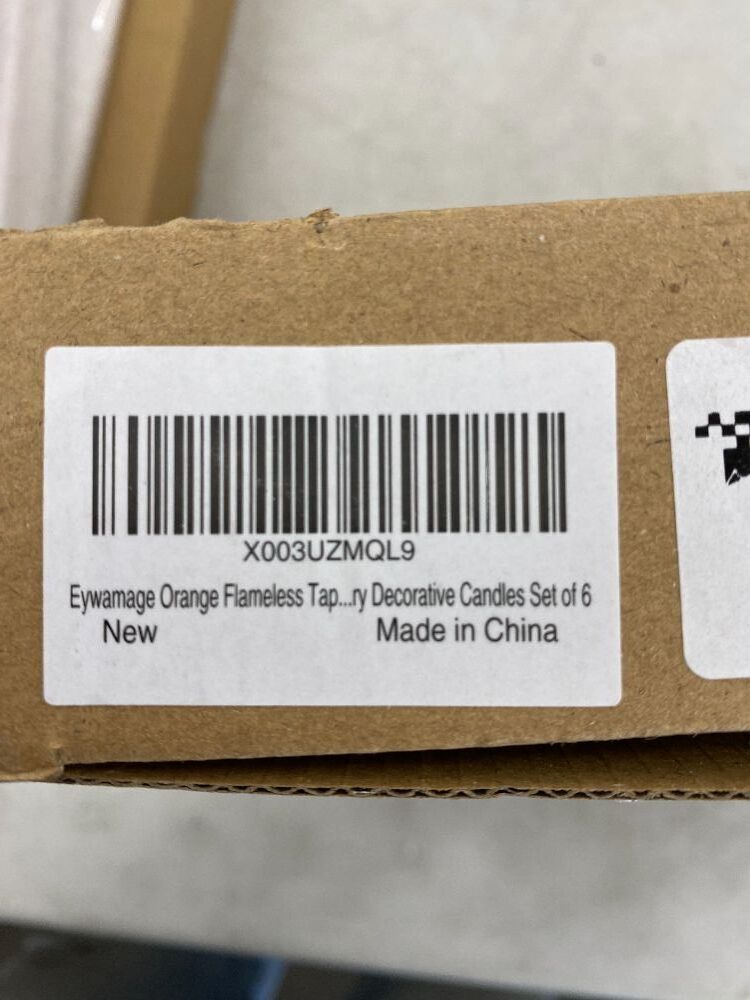 X003UZMQL9
Eywamage Orange Flameless Tap...ry Decorative Candles Set of 6
New Made in China